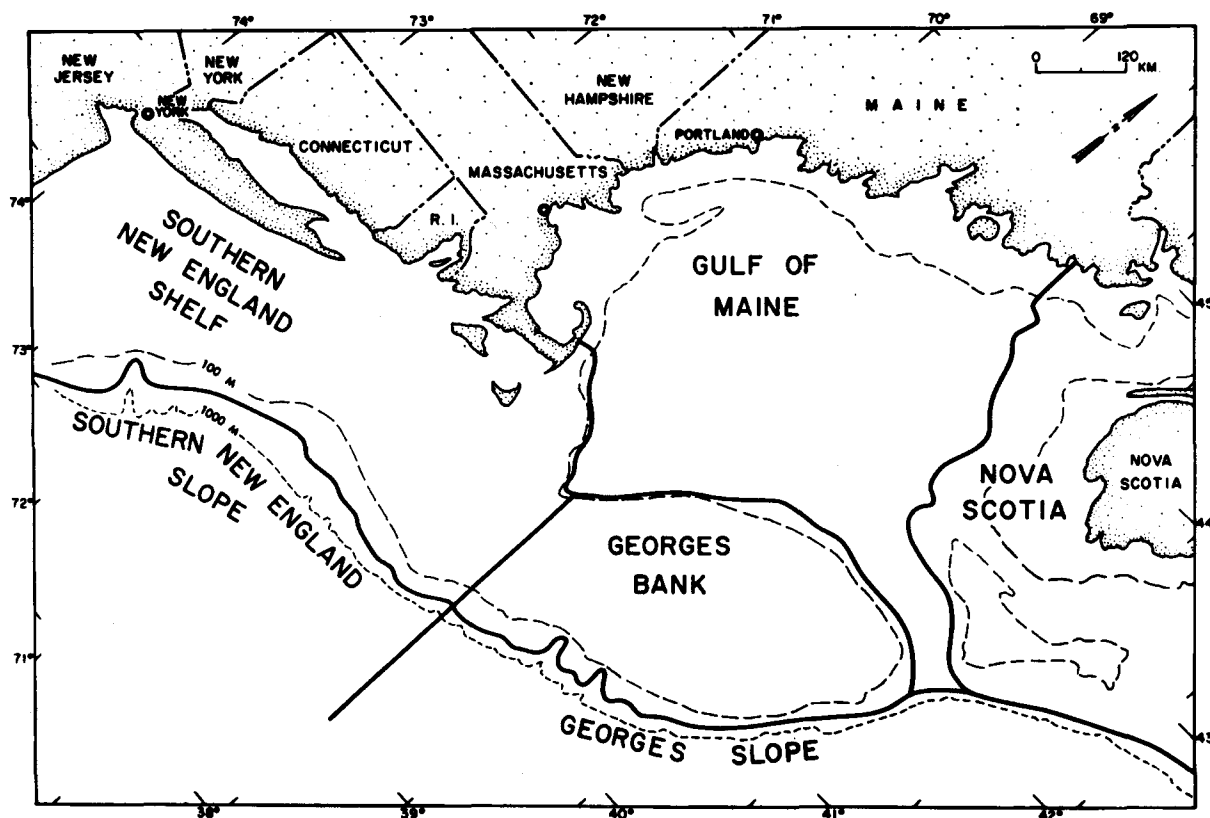 74°
73°
72°
71°
70°
69°
NEW
JERSEY
NEW
YORK
NEW
YORK
CONNECTICUT
R. I.
MASSACHUSETTS
NEW
HAMPSHIRE
PORTLAND
MAINE
0 120
KM.
74°
73°
72°
71°
SOUTHERN
NEW ENGLAND
SHELF
GULF OF
MAINE
100 M
1000 M
SOUTHERN NEW ENGLAND
SLOPE
GEORGES
BANK
NOVA
SCOTIA
NOVA
SCOTIA
GEORGES SLOPE
45
44°
43°
38°
39°
40°
41°
42°